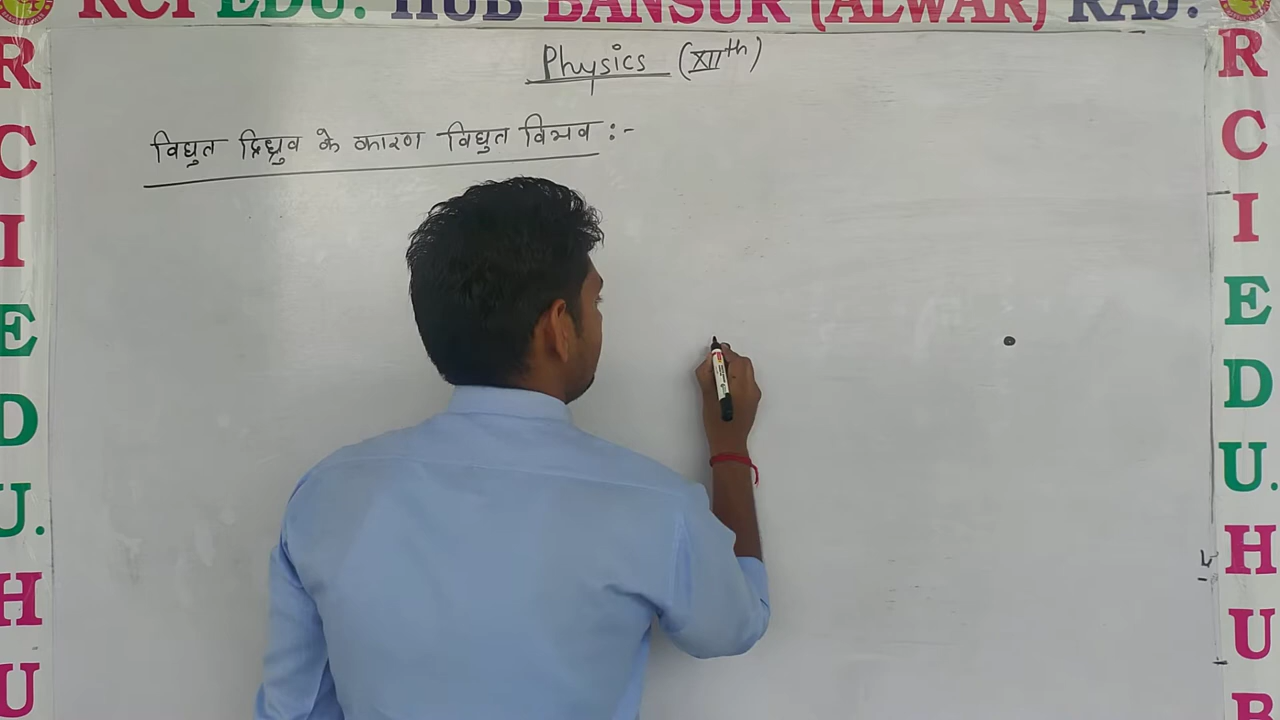 RCI EDU. HUB BANSUR (ALWAR) RAJ.
Physics (XIIth)
विद्युत द्विध्रुव के कारण विद्युत विभव :-
R
C
I
E
D
U.
H
U
R
C
I
E
D
U.
H
U
B